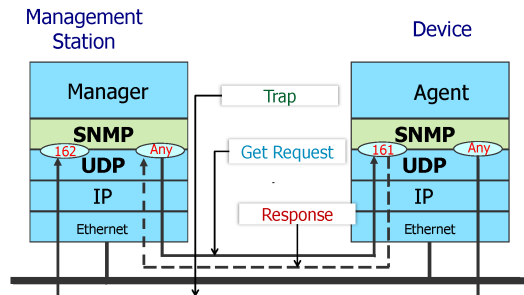 Management
Station
Device
Manager
Trap
Agent
SNMP
SNMP
162
Any
Get Request
161
Any
UDP
UDP
IP
IP
Response
Ethernet
Ethernet